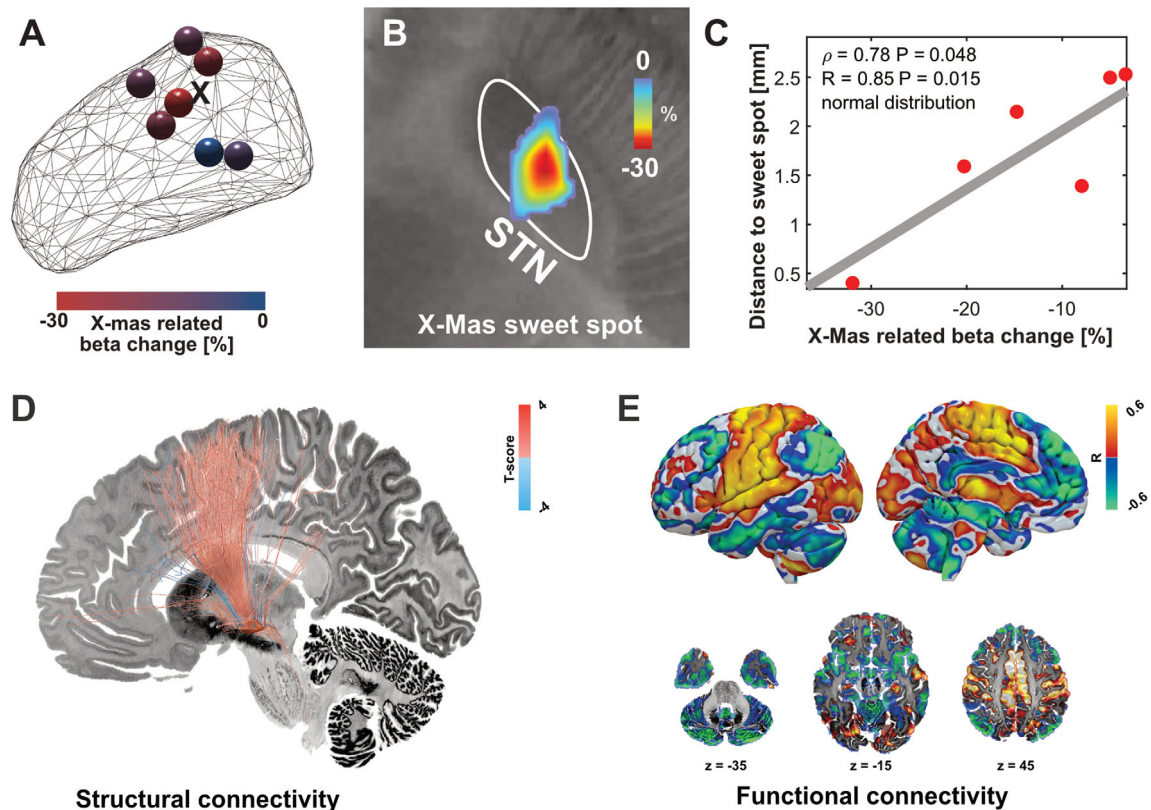 A
X
-30
0
X-mas related
beta change [%]
B
0
%
-30
STN
X-Mas sweet spot
C
ρ = 0.78 P = 0.048
R = 0.85 P = 0.015
normal distribution
Distance to sweet spot [mm]
2.5
2
1.5
1
0.5
-30
-20
-10
X-Mas related beta change [%]
D
4
T-score
-4
Structural connectivity
E
0.6
R
-0.6
z = -35
z = -15
z = 45
Functional connectivity